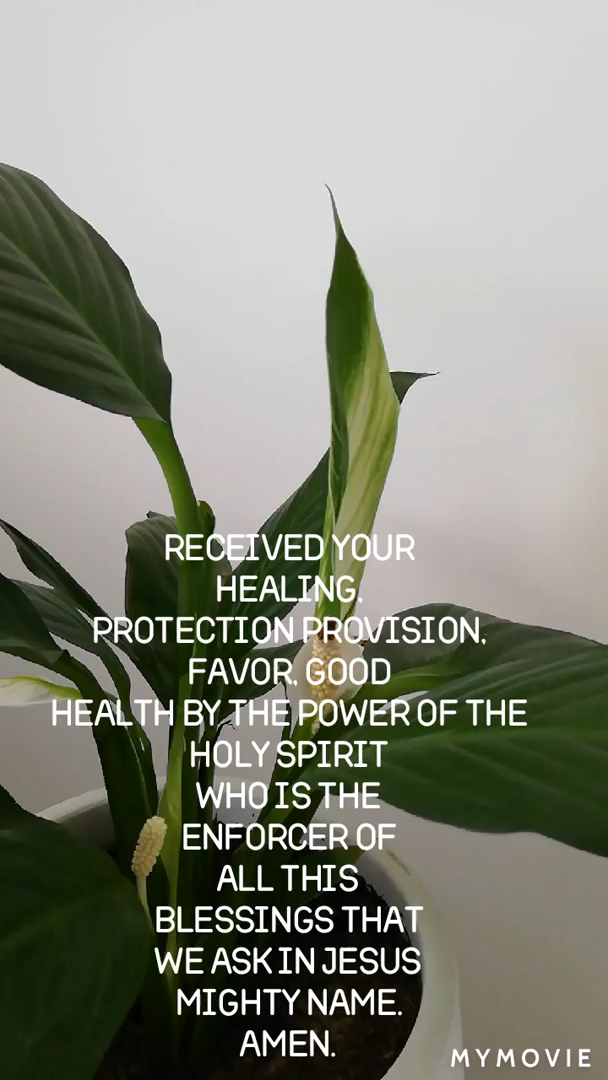 RECEIVED YOUR
HEALING,
PROTECTION PROVISION,
FAVOR, GOOD
HEALTH BY THE POWER OF THE
HOLY SPIRIT
WHO IS THE
ENFORCER OF
ALL THIS
BLESSINGS THAT
WE ASK IN JESUS
MIGHTY NAME.
AMEN.
MYMOVIE